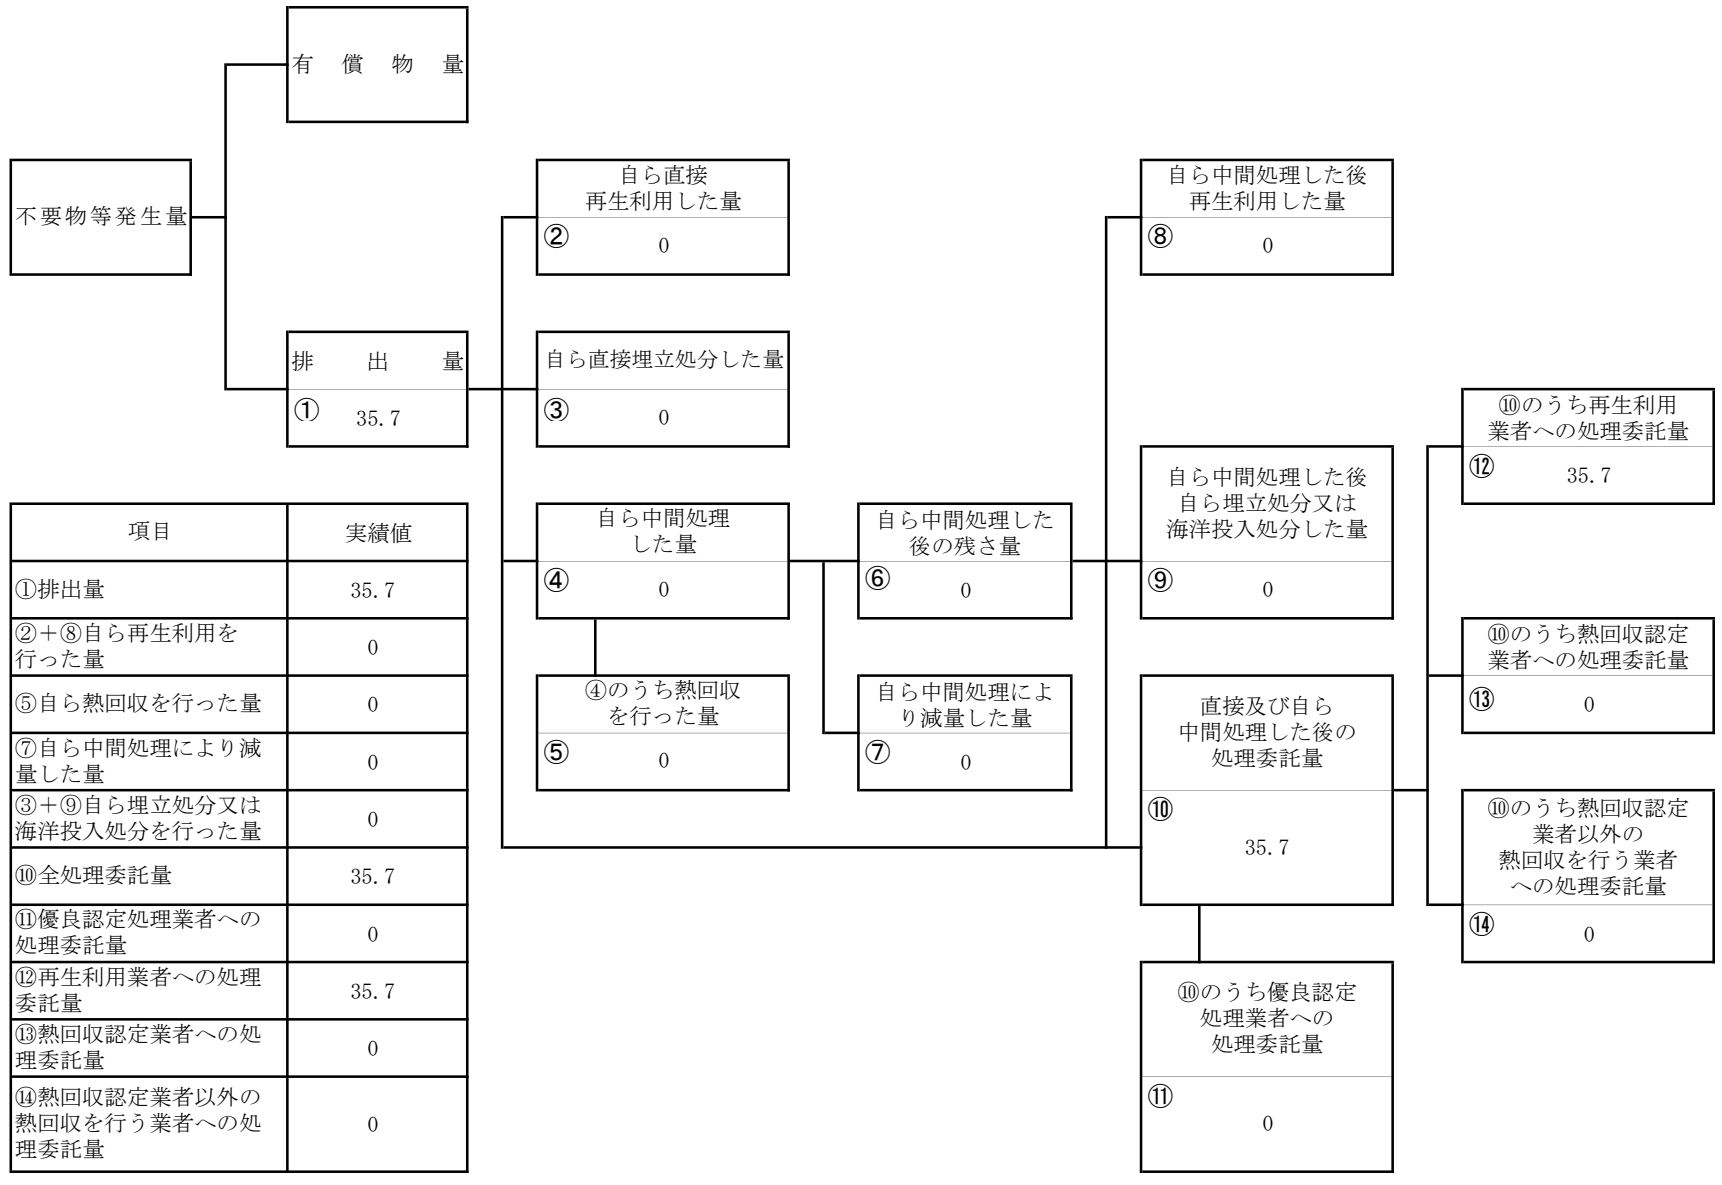 有償物量
不要物等発生量
排出量
①
35.7
自ら直接
再生利用した量
②
0
自ら直接埋立処分した量
③
0
自ら中間処理
した量
④
0
④のうち熱回収
を行った量
⑤
0
自ら中間処理した
後の残さ量
⑥
0
自ら中間処理によ
り減量した量
⑦
0
自ら中間処理した後
再生利用した量
⑧
0
自ら中間処理した後
自ら埋立処分又は
海洋投入処分した量
⑨
0
直接及び自ら
中間処理した後の
処理委託量
⑩
35.7
⑩のうち優良認定
処理業者への
処理委託量
⑪
0
⑩のうち再生利用
業者への処理委託量
⑫
35.7
⑩のうち熱回収認定
業者への処理委託量
⑬
0
⑩のうち熱回収認定
業者以外の
熱回収を行う業者
への処理委託量
⑭
0
項目 実績値
①排出量 35.7
②＋⑧自ら再生利用を
行った量
0
⑤自ら熱回収を行った量 0
⑦自ら中間処理により減
量した量
0
③＋⑨自ら埋立処分又は
海洋投入処分を行った量
0
⑩全処理委託量 35.7
⑪優良認定処理業者への
処理委託量
0
⑫再生利用業者への処理
委託量
35.7
⑬熱回収認定業者への処
理委託量
0
⑭熱回収認定業者以外の
熱回収を行う業者への処
理委託量
0